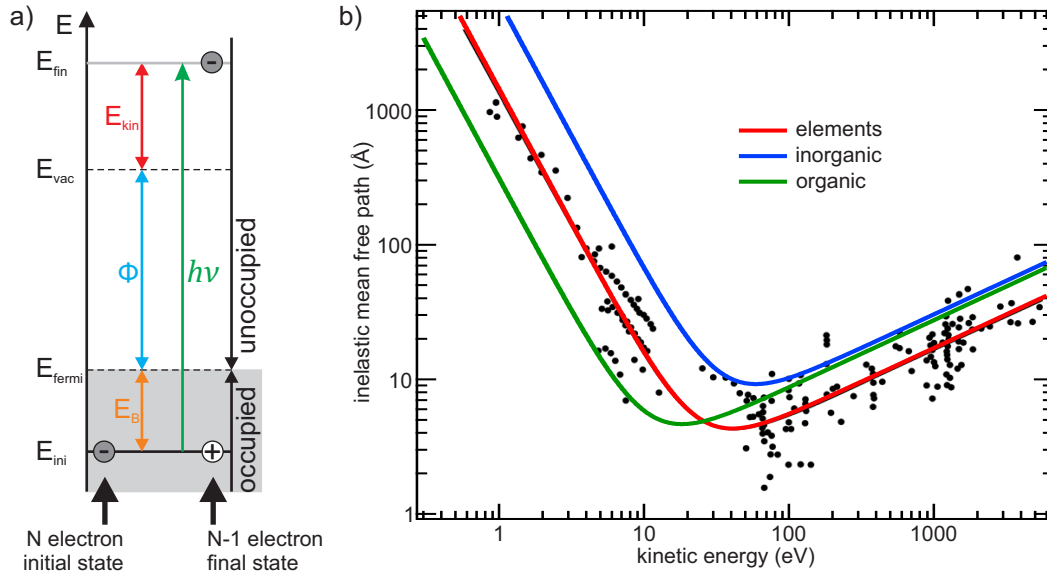 a)
E
E_fin
E_kin
E_vac
Φ
hν
unoccupied
E_fermi
E_B
occupied
E_ini
-
-
+
N electron
initial state
N-1 electron
final state
b)
inelastic mean free path (Å)
1000
100
10
1
elements
inorganic
organic
1
10
100
1000
kinetic energy (eV)